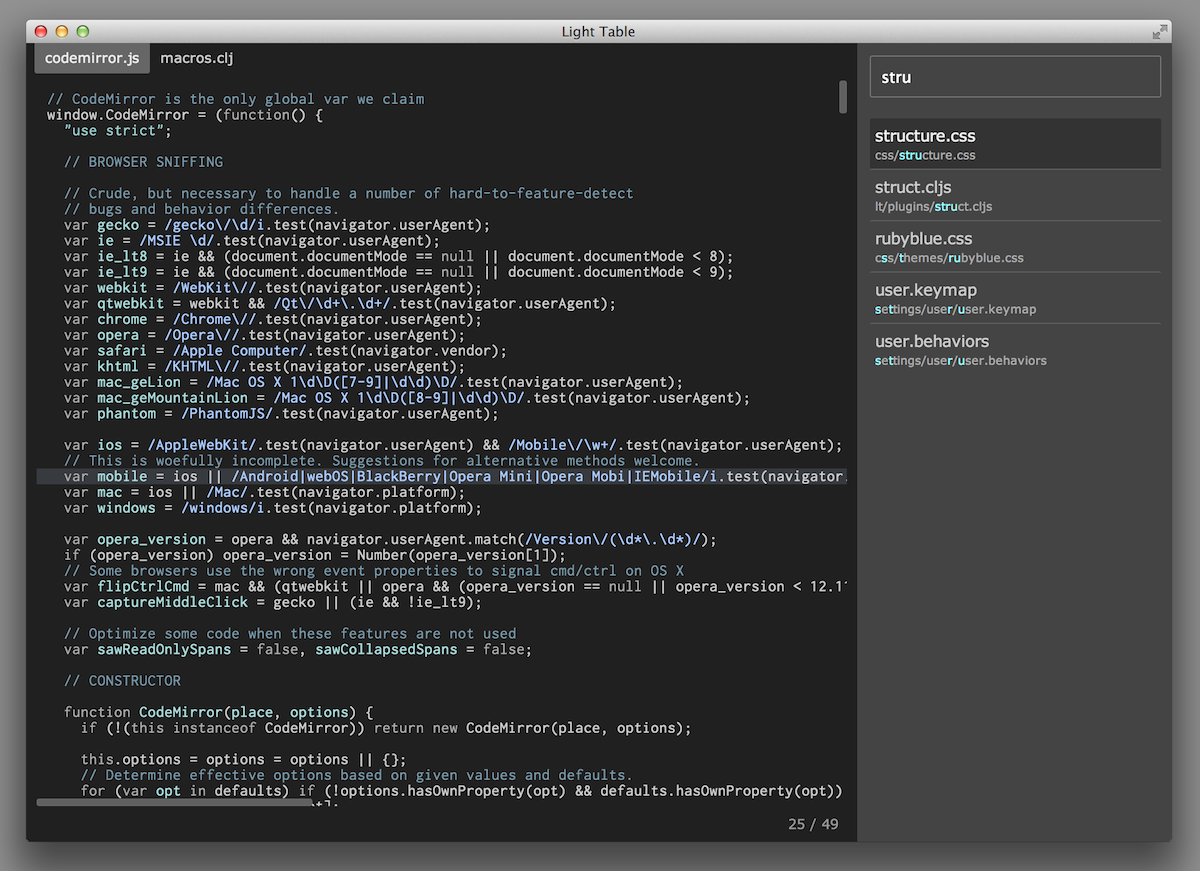 Light Table
codemirror.js macros.clj
// CodeMirror is the only global var we claim
window.CodeMirror = (function() {
"use strict";
// BROWSER SNIFFING
// Crude, but necessary to handle a number of hard-to-feature-detect
// bugs and behavior differences.
var gecko = /gecko\/\d/i.test(navigator.userAgent);
var ie = /MSIE \d/.test(navigator.userAgent);
var ie_lt8 = ie && (document.documentMode == null || document.documentMode < 8);
var ie_lt9 = ie && (document.documentMode == null || document.documentMode < 9);
var webkit = /WebKit\//.test(navigator.userAgent);
var qtwebkit = webkit && /Qt\/\d+\.\d+/.test(navigator.userAgent);
var chrome = /Chrome\//.test(navigator.userAgent);
var opera = /Opera\//.test(navigator.userAgent);
var safari = /Apple Computer/.test(navigator.vendor);
var khtml = /KHTML\//.test(navigator.userAgent);
var mac_geLion = /Mac OS X 1\d\D([7-9]|\d\d)\D/.test(navigator.userAgent);
var mac_geMountainLion = /Mac OS X 1\d\D([8-9]|\d\d)\D/.test(navigator.userAgent);
var phantom = /PhantomJS/.test(navigator.userAgent);
var ios = /AppleWebKit/.test(navigator.userAgent) && /Mobile\/\w+/.test(navigator.userAgent);
// This is woefully incomplete. Suggestions for alternative methods welcome.
var mobile = ios || /Android|webOS|BlackBerry|Opera Mini|Opera Mobi|IEMobile/i.test(navigator
var mac = ios || /Mac/.test(navigator.platform);
var windows = /windows/i.test(navigator.platform);
var opera_version = opera && navigator.userAgent.match(/Version\/(\d*\.\d*)/);
if (opera_version) opera_version = Number(opera_version[1]);
// Some browsers use the wrong event properties to signal cmd/ctrl on OS X
var flipCtrlCmd = mac && (qtwebkit || opera && (opera_version == null || opera_version < 12.1
var captureMiddleClick = gecko || (ie && !ie_lt9);
// Optimize some code when these features are not used
var sawReadOnlySpans = false, sawCollapsedSpans = false;
// CONSTRUCTOR
function CodeMirror(place, options) {
if (!(this instanceof CodeMirror)) return new CodeMirror(place, options);
this.options = options = options || {};
// Determine effective options based on given values and defaults.
for (var opt in defaults) if (!options.hasOwnProperty(opt) && defaults.hasOwnProperty(opt))
25 / 49
stru
structure.css
css/structure.css
struct.cljs
lt/plugins/struct.cljs
rubyblue.css
css/themes/rubyblue.css
user.keymap
settings/user/user.keymap
user.behaviors
settings/user/user.behaviors